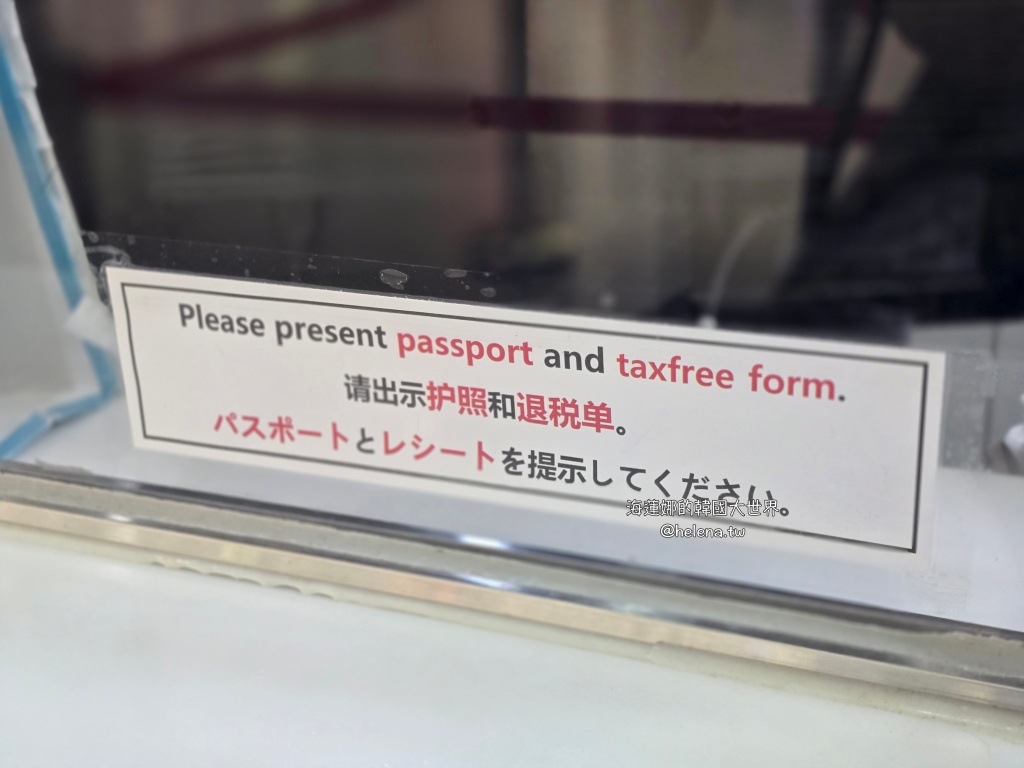 Please present passport and taxfree form.
请出示护照和退税单。
パスポートとレシートを提示してください。
海蓮娜的韓國大世界
@helena.tw